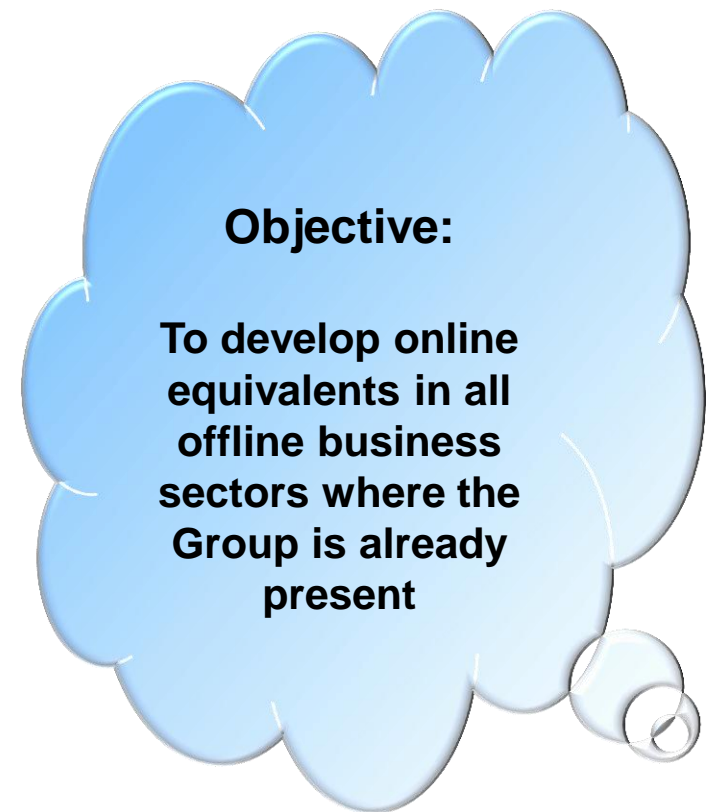 Objective:
To develop online
equivalents in all
offline business
sectors where the
Group is already
present